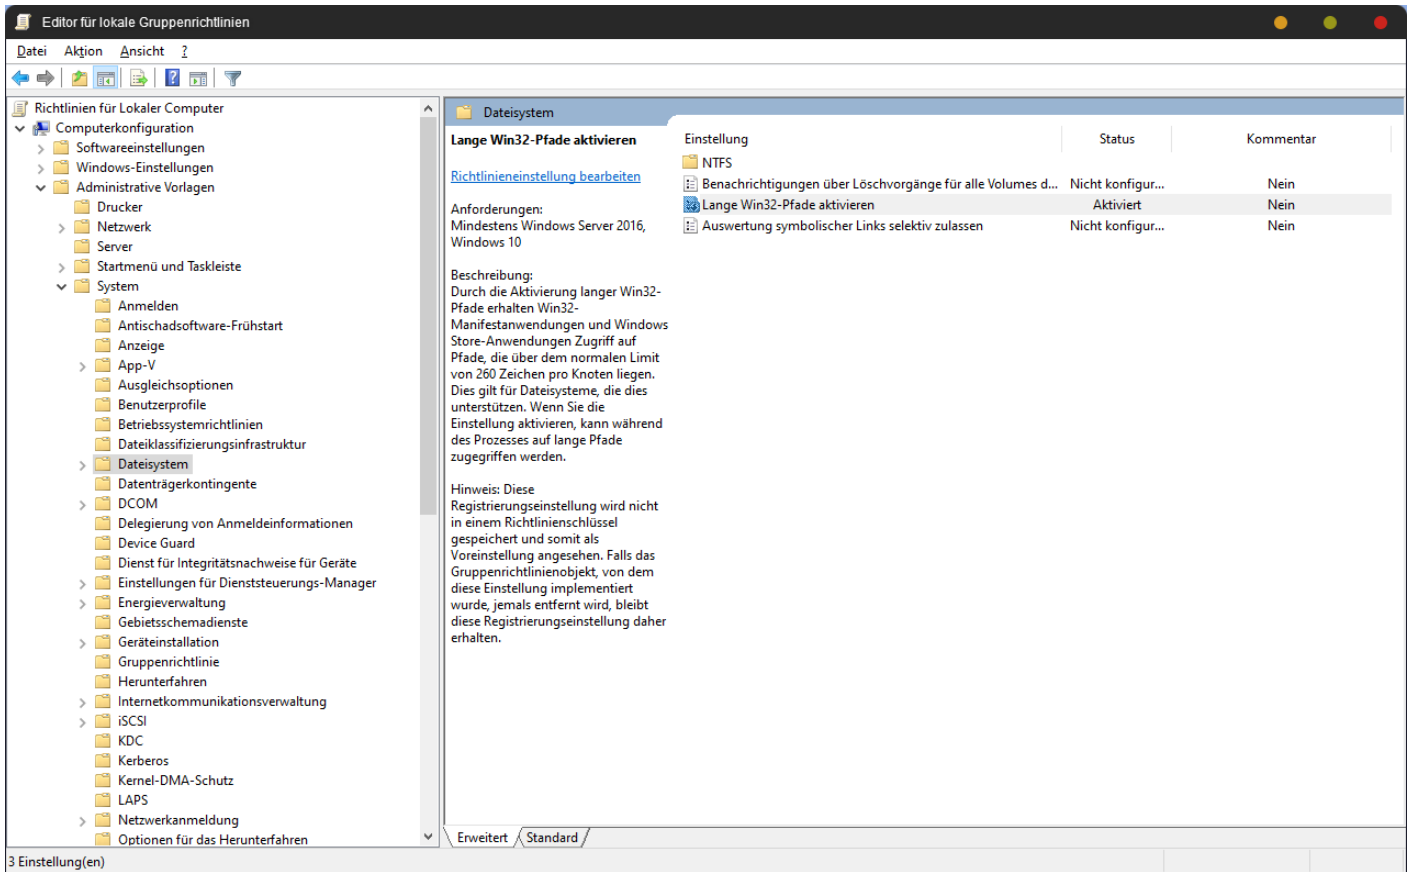 Editor für lokale Gruppenrichtlinien
Datei Aktion Ansicht ?
Richtlinien für Lokaler Computer
Computerkonfiguration
Softwareeinstellungen
Windows-Einstellungen
Administrative Vorlagen
Drucker
Netzwerk
Server
Startmenü und Taskleiste
System
Anmelden
Antischadsoftware-Frühstart
Anzeige
App-V
Ausgleichsoptionen
Benutzerprofile
Betriebssystemrichtlinien
Dateiklassifizierungsinfrastruktur
Dateisystem
Datenträgerkontingente
DCOM
Delegierung von Anmeldeinformationen
Device Guard
Dienst für Integritätsnachweise für Geräte
Einstellungen für Dienststeuerungs-Manager
Energieverwaltung
Gebietsschemadienste
Geräteinstallation
Gruppenrichtlinie
Herunterfahren
Internetkommunikationsverwaltung
iSCSI
KDC
Kerberos
Kernel-DMA-Schutz
LAPS
Netzwerkanmeldung
Optionen für das Herunterfahren
Dateisystem
Lange Win32-Pfade aktivieren
Richtlinieneinstellung bearbeiten
Anforderungen:
Mindestens Windows Server 2016,
Windows 10
Beschreibung:
Durch die Aktivierung langer Win32-
Pfade erhalten Win32-
Manifestanwendungen und Windows
Store-Anwendungen Zugriff auf
Pfade, die über dem normalen Limit
von 260 Zeichen pro Knoten liegen.
Dies gilt für Dateisysteme, die dies
unterstützen. Wenn Sie die
Einstellung aktivieren, kann während
des Prozesses auf lange Pfade
zugegriffen werden.
Hinweis: Diese
Registrierungseinstellung wird nicht
in einem Richtlinienschlüssel
gespeichert und somit als
Voreinstellung angesehen. Falls das
Gruppenrichtlinienobjekt, von dem
diese Einstellung implementiert
wurde, jemals entfernt wird, bleibt
diese Registrierungseinstellung daher
erhalten.
Einstellung Status Kommentar
NTFS
Benachrichtigungen über Löschvorgänge für alle Volumes d... Nicht konfigur... Nein
Lange Win32-Pfade aktivieren Aktiviert Nein
Auswertung symbolischer Links selektiv zulassen Nicht konfigur... Nein
Erweitert Standard
3 Einstellung(en)